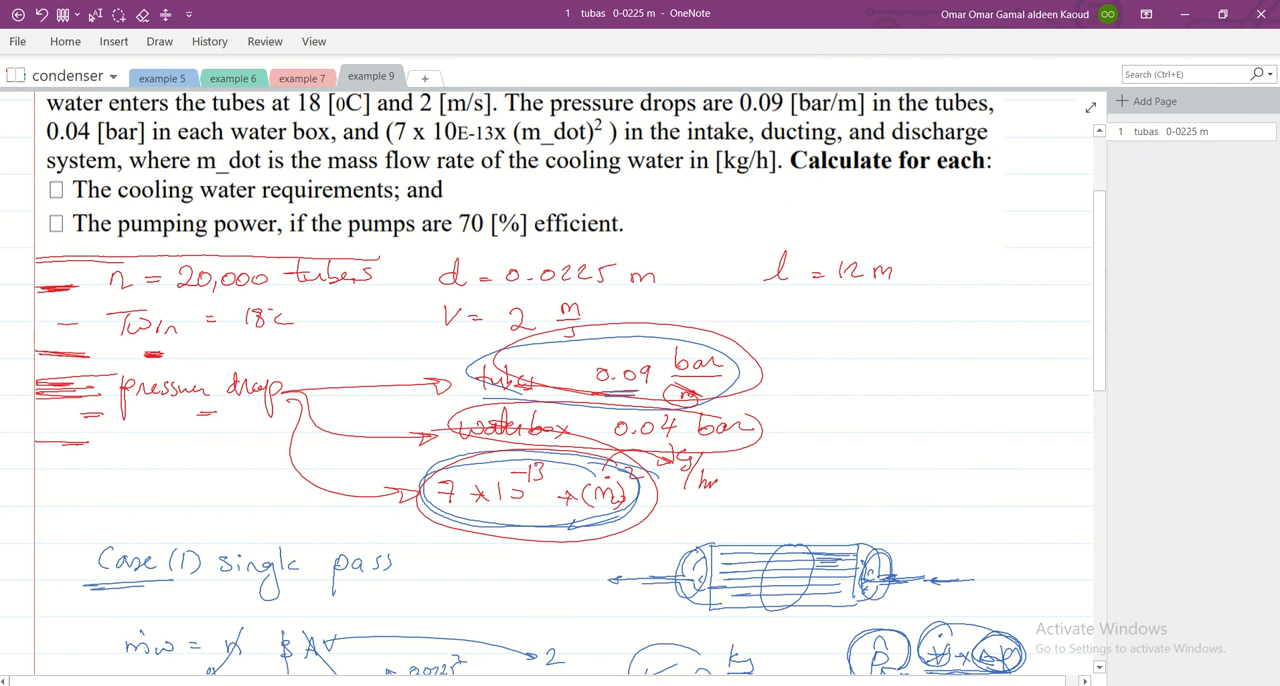 1 tubas 0-0225 m - OneNote
Omar Omar Gamal aldeen Kaoud OO
File Home Insert Draw History Review View
condenser
example 5 example 6 example 7 example 9 +
Search (Ctrl+E)
Add Page
1 tubas 0-0225 m
water enters the tubes at 18 [0C] and 2 [m/s]. The pressure drops are 0.09 [bar/m] in the tubes,
0.04 [bar] in each water box, and (7 x 10E-13x (m_dot)² ) in the intake, ducting, and discharge
system, where m_dot is the mass flow rate of the cooling water in [kg/h]. Calculate for each:
The cooling water requirements; and
The pumping power, if the pumps are 70 [%] efficient.
n = 20,000 tubes d = 0.0225 m l = 12 m
Twin = 18°C V = 2 m/s
pressur drop tubes 0.09 bar/m
waterbox 0.04 bar
7 * 10⁻¹³ * (ṁ)² kg/hr
Case (1) single pass
ṁw = n ρ A V 2 kg
0.0225²
Activate Windows
Go to Settings to activate Windows.